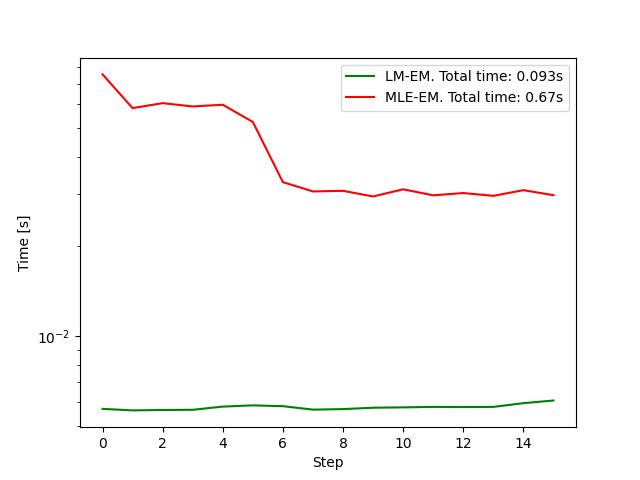 LM-EM. Total time: 0.093s
MLE-EM. Total time: 0.67s
Time [s]
10⁻²
0 2 4 6 8 10 12 14
Step